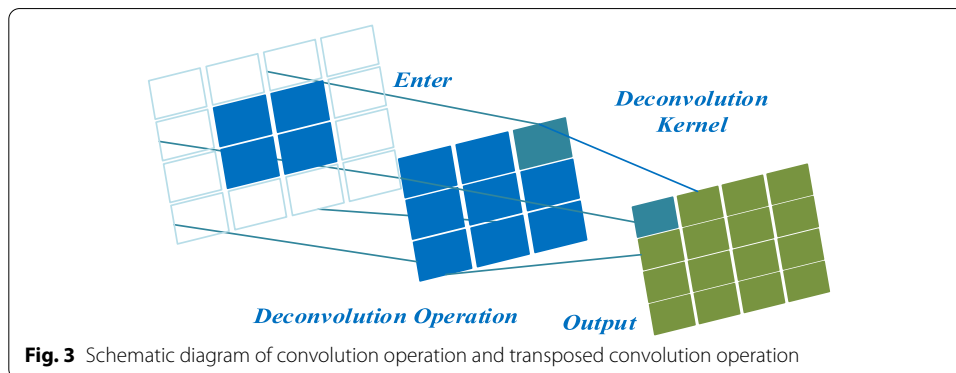 Enter
Deconvolution
Kernel
Deconvolution Operation
Output
Fig. 3 Schematic diagram of convolution operation and transposed convolution operation